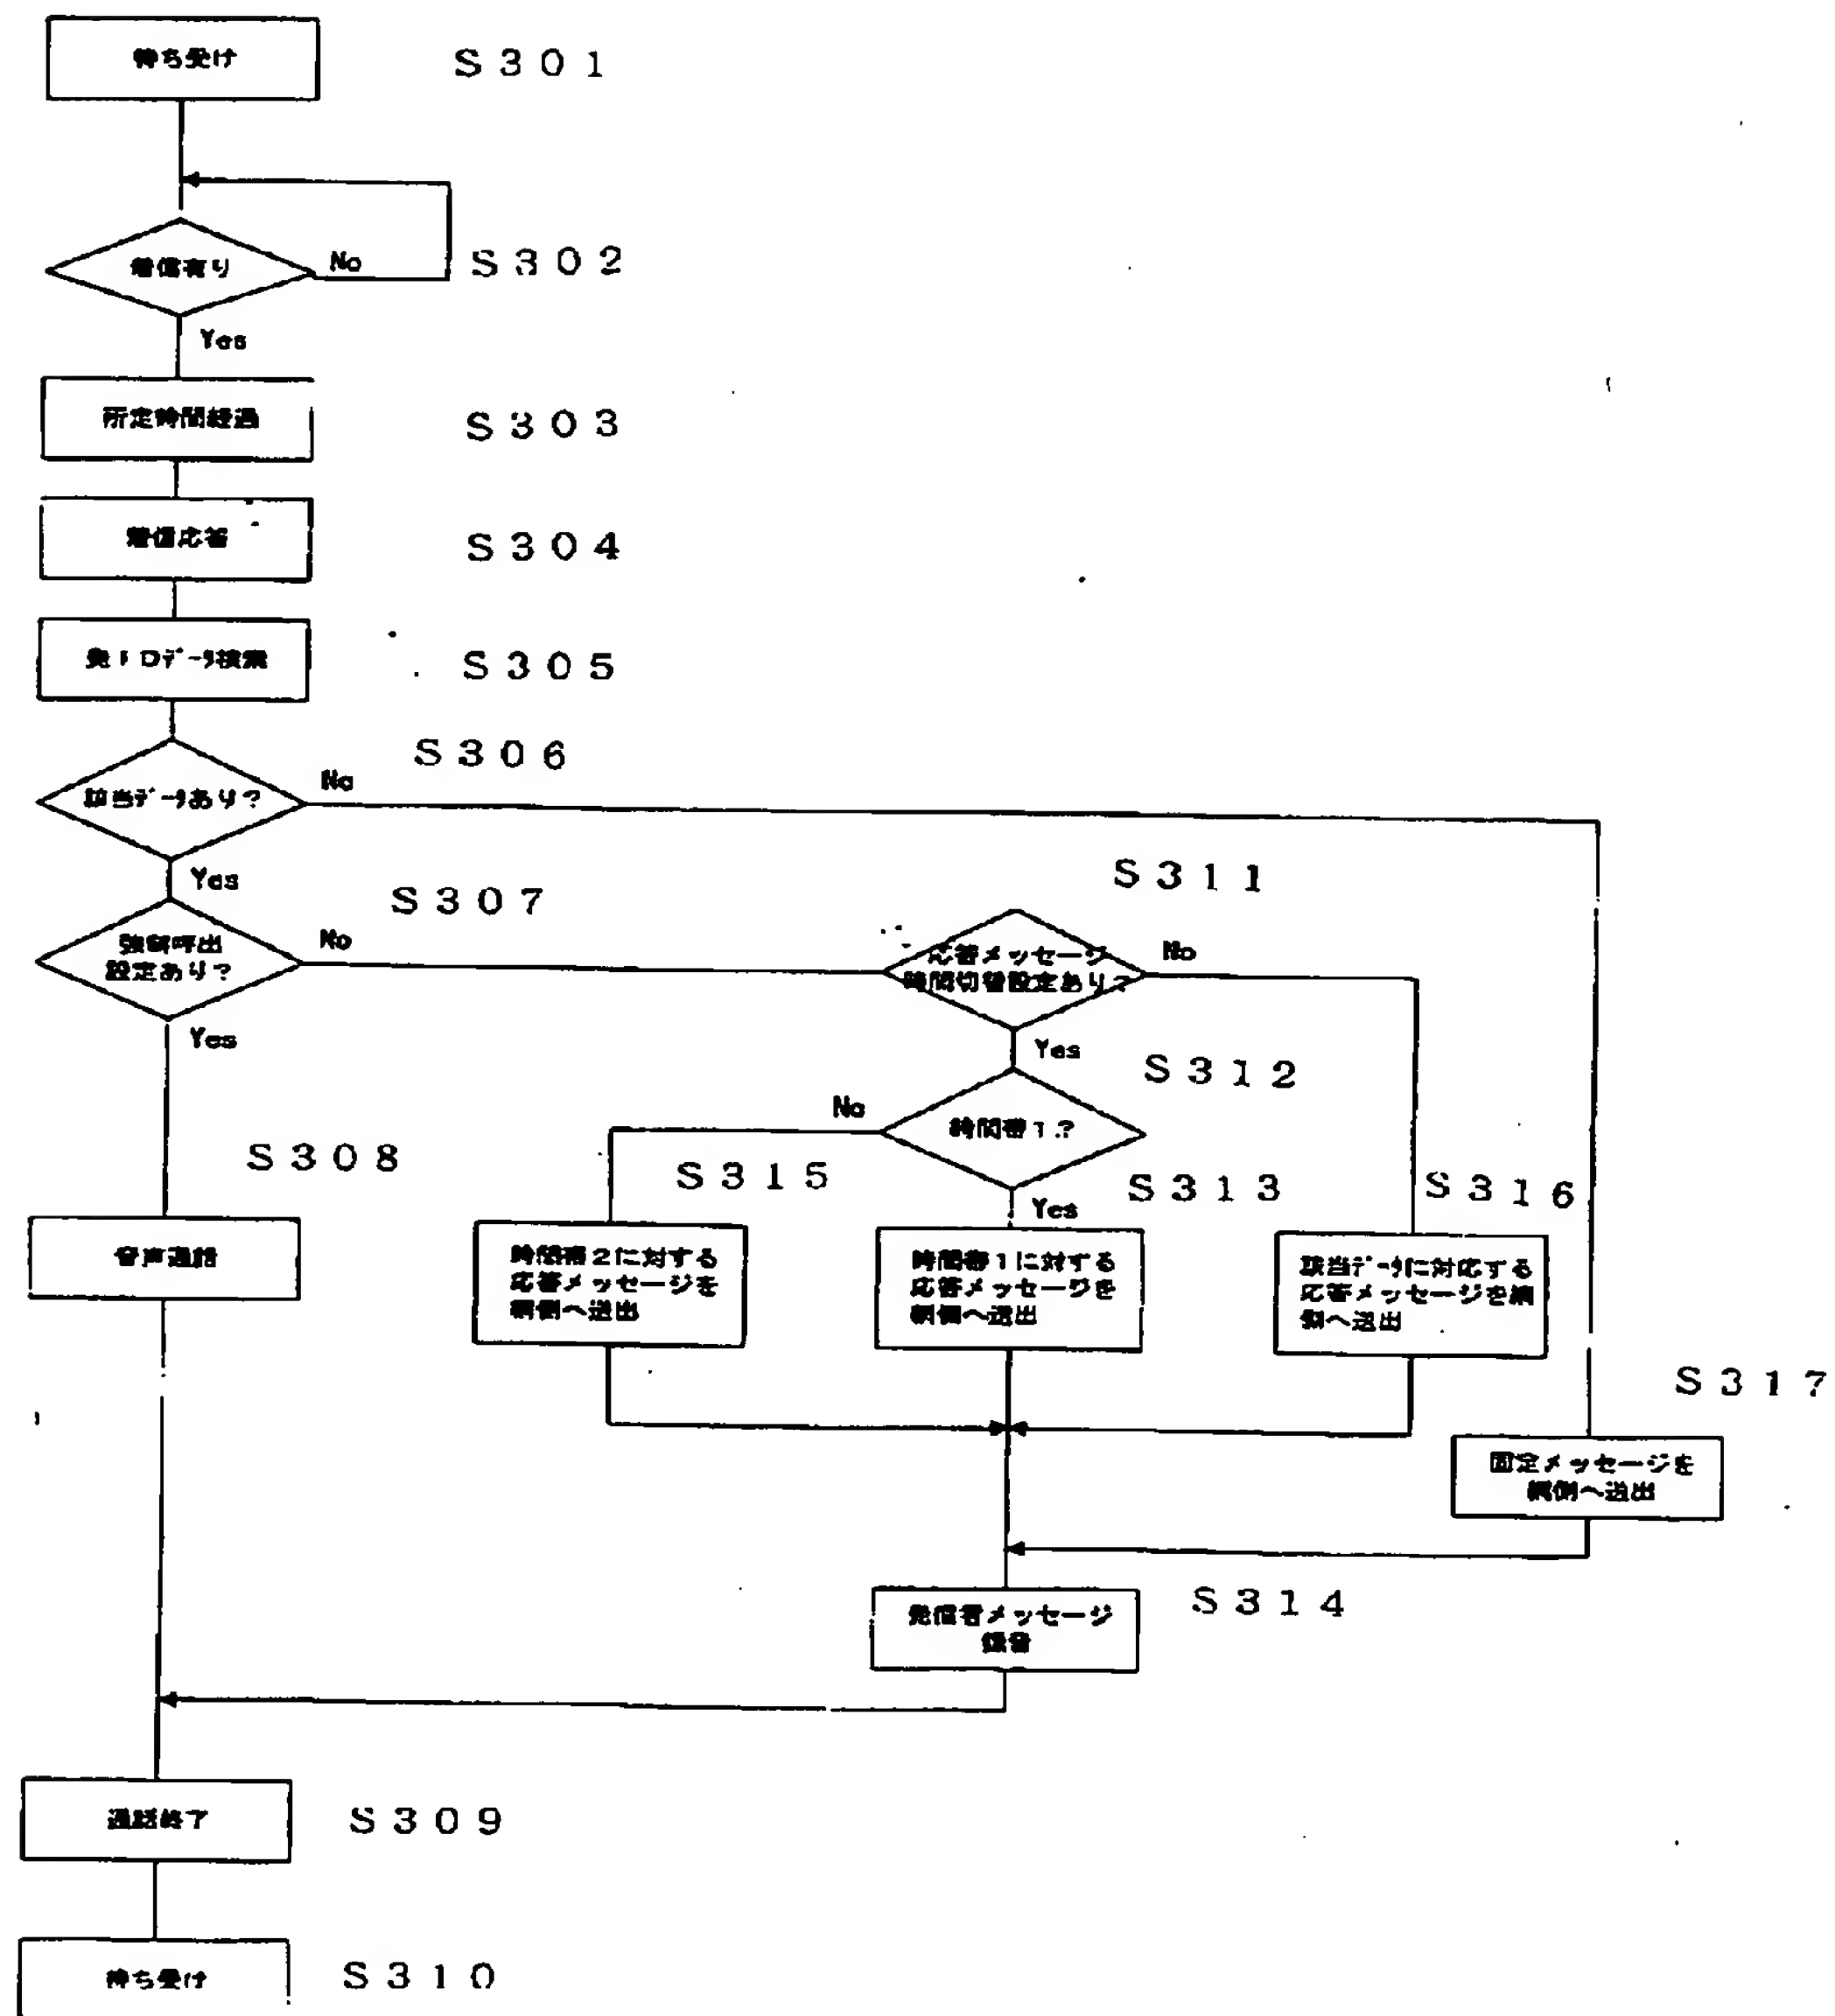 待ち受け
S301
着信有り
No
S302
Yes
所定時間経過
S303
着信応答
S304
発IDデータ検索
S305
S306
該当データあり?
No
Yes
S307
強制呼出
設定あり?
No
Yes
S311
応答メッセージ
時間切替設定あり?
No
Yes
S312
時間帯1?
No
Yes
S308
音声通話
S315
時間帯2に対する
応答メッセージを
網側へ送出
S313
時間帯1に対する
応答メッセージを
網側へ送出
S316
該当データに対応する
応答メッセージを網
側へ送出
S317
固定メッセージを
網側へ送出
S314
発信者メッセージ
録音
通話終了
S309
待ち受け
S310